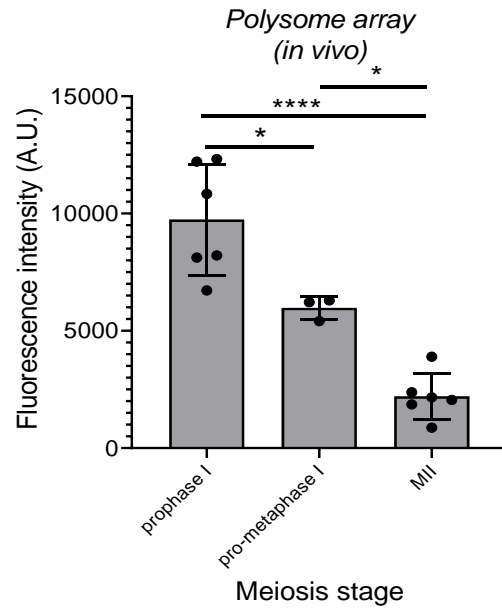 Polysome array
(in vivo)
*
****
*
Fluorescence intensity (A.U.)
15000
10000
5000
0
prophase I
pro-metaphase I
MII
Meiosis stage